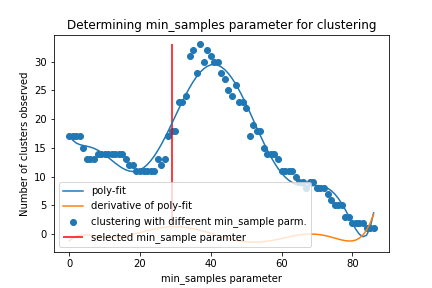 Determining min_samples parameter for clustering
Number of clusters observed
30
25
20
15
10
5
0
poly-fit
derivative of poly-fit
clustering with different min_sample parm.
selected min_sample paramter
0
20
40
60
80
min_samples parameter